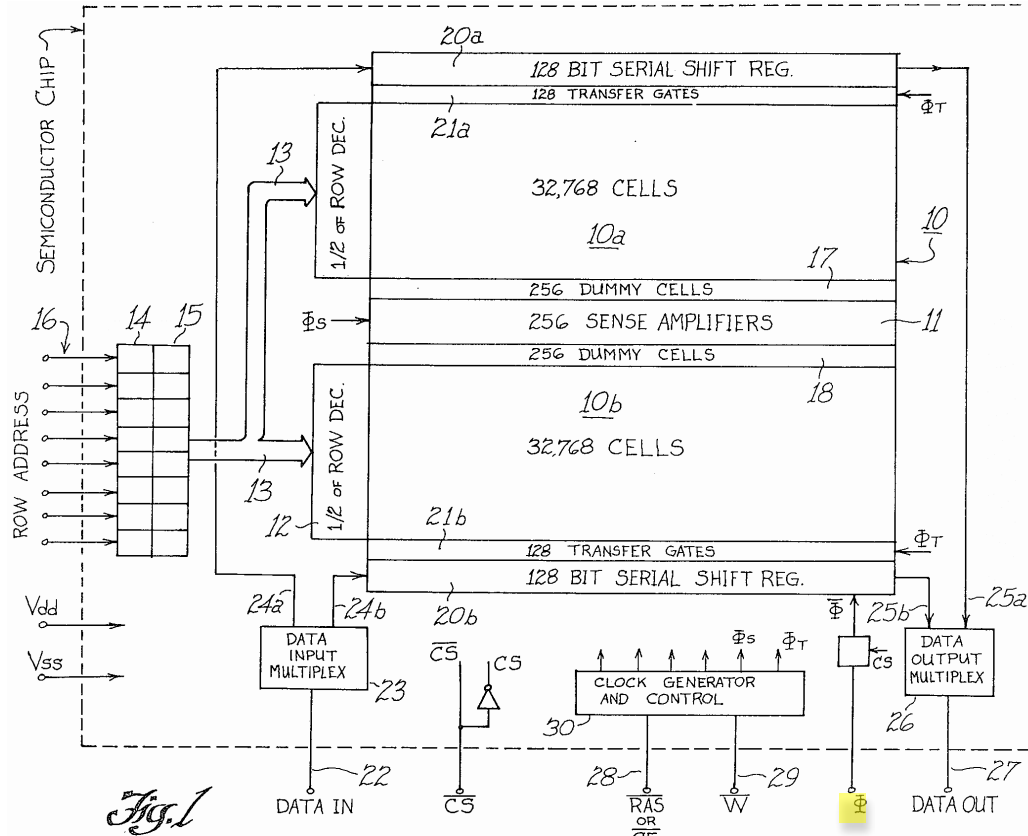 20a
128 BIT SERIAL SHIFT REG.
128 TRANSFER GATES
ΦT
21a
SEMICONDUCTOR CHIP
13
1/2 OF ROW DEC.
32,768 CELLS
10a
10
17
256 DUMMY CELLS
ΦS
256 SENSE AMPLIFIERS
11
256 DUMMY CELLS
18
16
14
15
ROW ADDRESS
13
12
1/2 OF ROW DEC.
10b
32,768 CELLS
21b
128 TRANSFER GATES
ΦT
128 BIT SERIAL SHIFT REG.
20b
24a
24b
25b
25a
Vdd
Vss
DATA
INPUT
MULTIPLEX
23
C̅S̅
CS
ΦS
ΦT
CLOCK GENERATOR
AND CONTROL
30
Φ̅
CS
DATA
OUTPUT
MULTIPLEX
26
22
28
29
27
Fig. 1
DATA IN
C̅S̅
R̅A̅S̅
OR
C̅E̅
W̅
Φ
DATA OUT